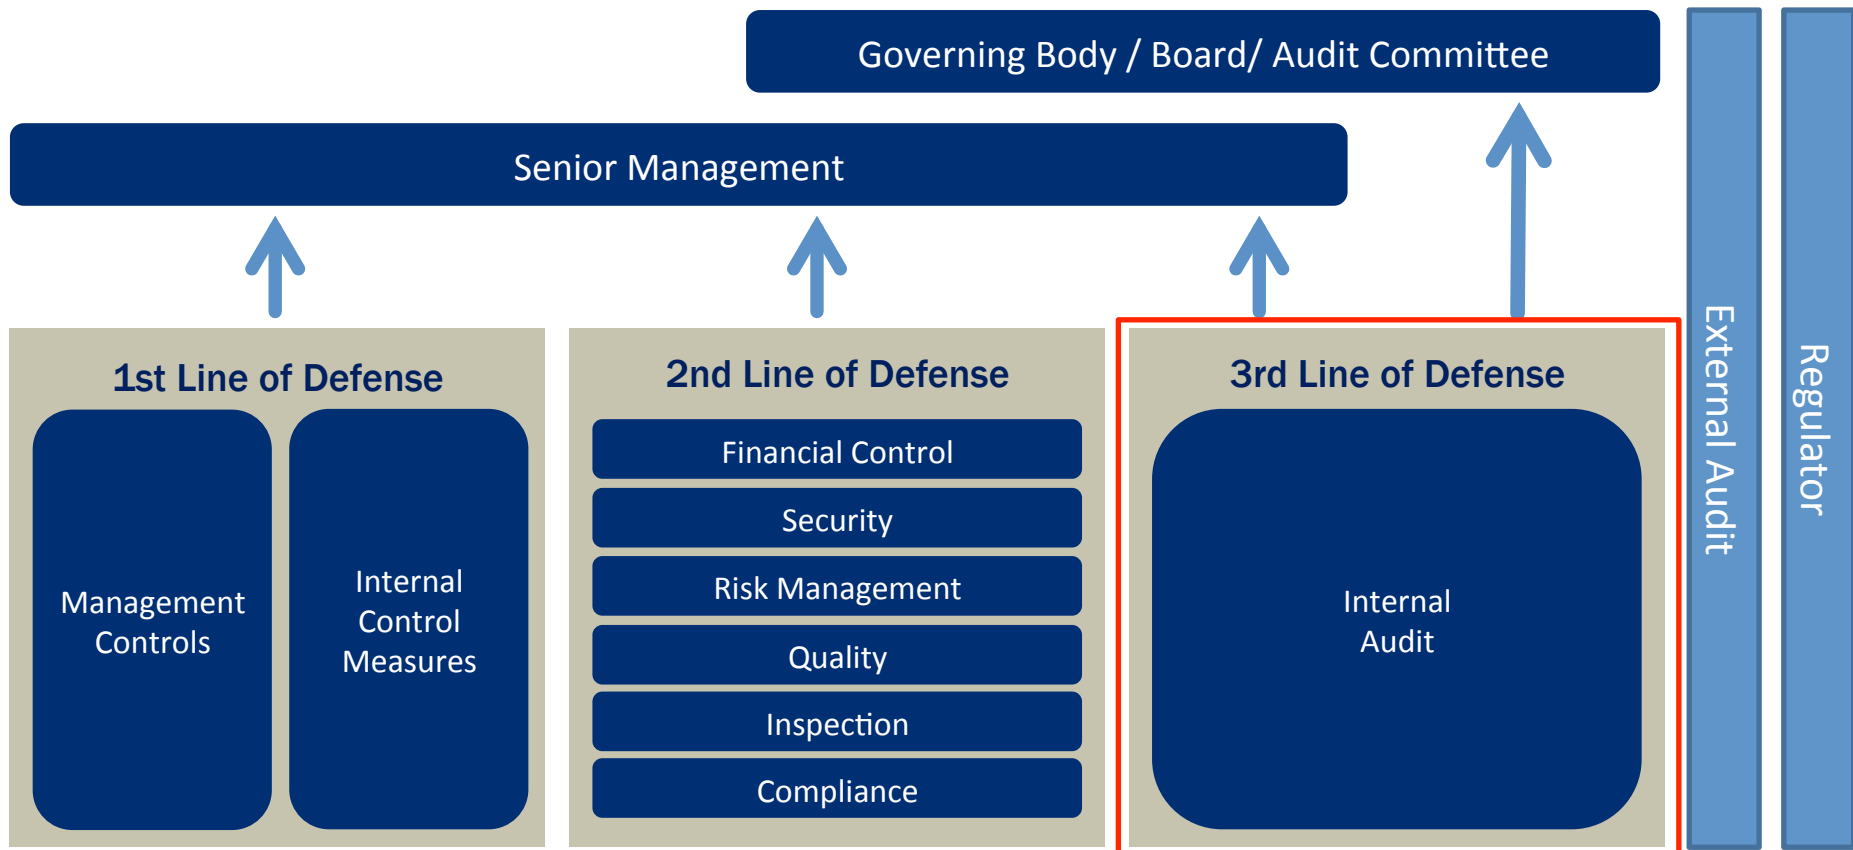 Governing Body / Board/ Audit Committee
Senior Management
1st Line of Defense
Management
Controls
Internal
Control
Measures
2nd Line of Defense
Financial Control
Security
Risk Management
Quality
Inspection
Compliance
3rd Line of Defense
Internal
Audit
External Audit
Regulator